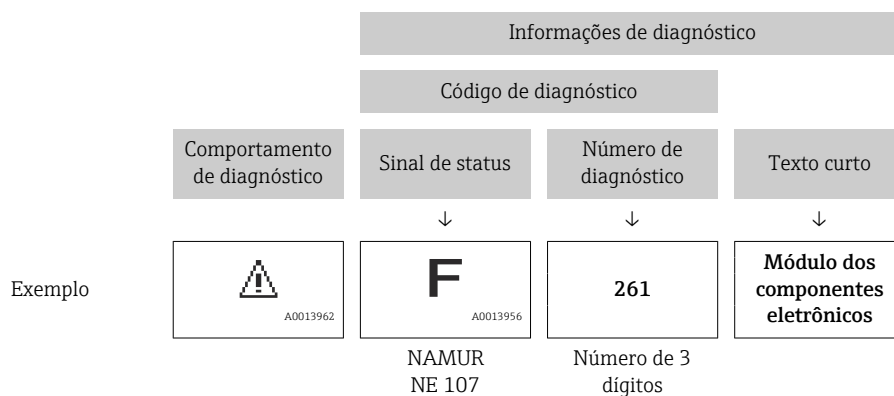 Informações de diagnóstico
Código de diagnóstico
Comportamento
de diagnóstico
Sinal de status
Número de
diagnóstico
Texto curto
↓
↓
↓
Exemplo
A0013962
F
A0013956
261
Módulo dos
componentes
eletrônicos
NAMUR
NE 107
Número de 3
dígitos